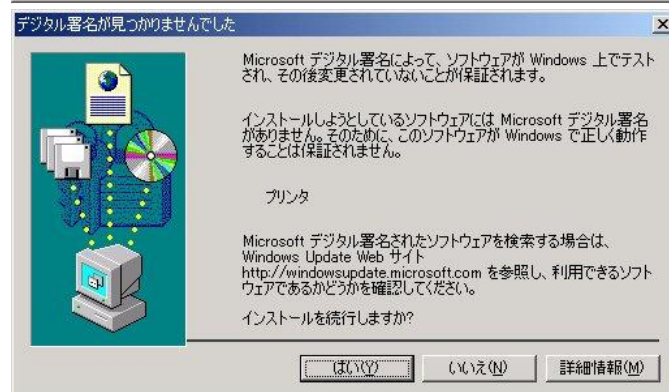 デジタル署名が見つかりませんでした
Microsoft デジタル署名によって、ソフトウェアが Windows 上でテスト
され、その後変更されていないことが保証されます。
インストールしようとしているソフトウェアには Microsoft デジタル署名
がありません。そのために、このソフトウェアが Windows で正しく動作
することは保証されません。
プリンタ
Microsoft デジタル署名されたソフトウェアを検索する場合は、
Windows Update Web サイト
http://windowsupdate.microsoft.com を参照し、利用できるソフト
ウェアであるかどうかを確認してください。
インストールを続行しますか?
はい(Y) いいえ(N) 詳細情報(M)